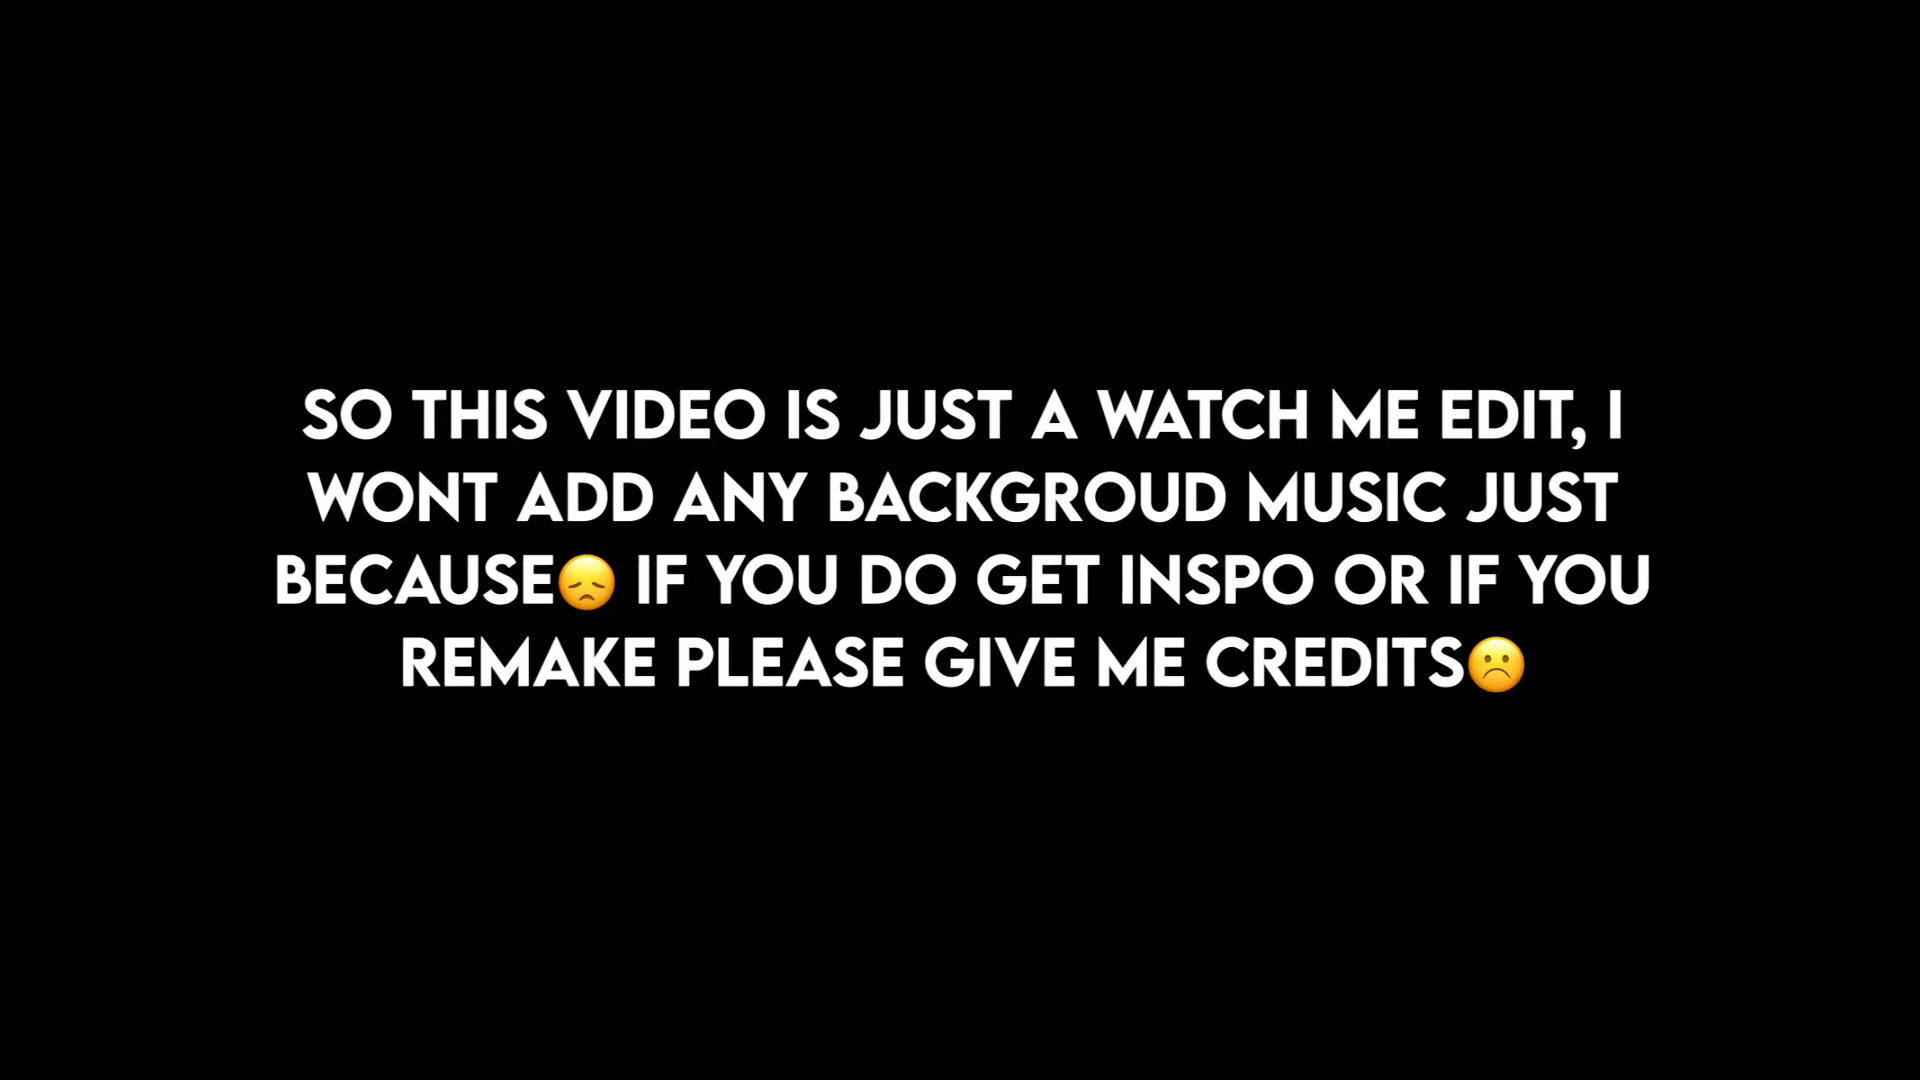 SO THIS VIDEO IS JUST A WATCH ME EDIT, I
WONT ADD ANY BACKGROUD MUSIC JUST
BECAUSE😞 IF YOU DO GET INSPO OR IF YOU
REMAKE PLEASE GIVE ME CREDITS☹️